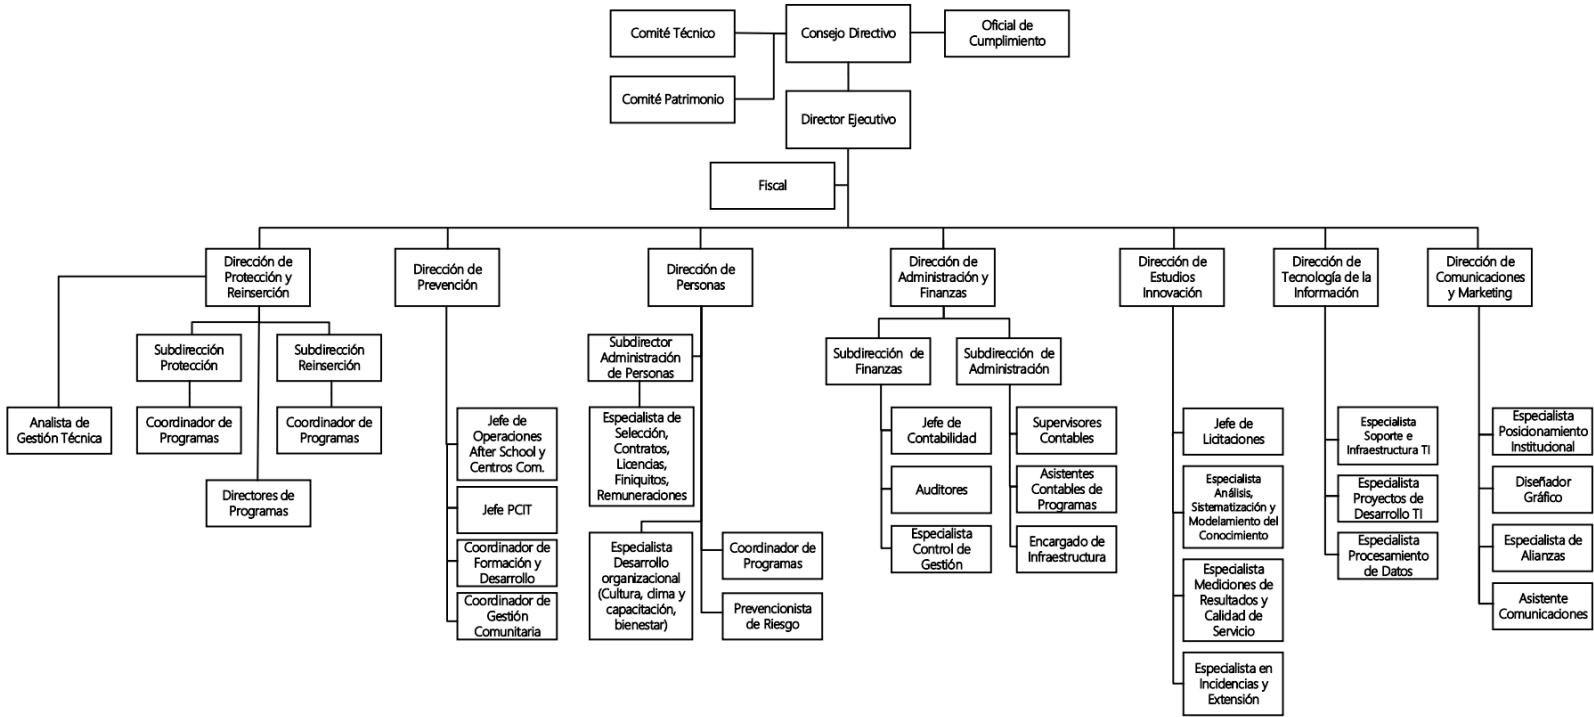 Comité Técnico
Consejo Directivo
Oficial de
Cumplimiento
Comité Patrimonio
Director Ejecutivo
Fiscal
Dirección de
Protección y
Reinserción
Dirección de
Prevención
Dirección de
Personas
Dirección de
Administración y
Finanzas
Dirección de
Estudios
Innovación
Dirección de
Tecnología de la
Información
Dirección de
Comunicaciones
y Marketing
Subdirección
Protección
Subdirección
Reinserción
Subdirector
Administración
de Personas
Subdirección de
Finanzas
Subdirección de
Administración
Analista de
Gestión Técnica
Coordinador de
Programas
Coordinador de
Programas
Directores de
Programas
Jefe de
Operaciones
After School y
Centros Com.
Jefe PCIT
Coordinador de
Formación y
Desarrollo
Coordinador de
Gestión
Comunitaria
Especialista de
Selección,
Contratos,
Licencias,
Finiquitos,
Remuneraciones
Especialista
Desarrollo
organizacional
(Cultura, clima y
capacitación,
bienestar)
Coordinador de
Programas
Prevencionista
de Riesgo
Jefe de
Contabilidad
Auditores
Especialista
Control de
Gestión
Supervisores
Contables
Asistentes
Contables de
Programas
Encargado de
Infraestructura
Jefe de
Licitaciones
Especialista
Análisis,
Sistematización y
Modelamiento del
Conocimiento
Especialista
Mediciones de
Resultados y
Calidad de
Servicio
Especialista en
Incidencias y
Extensión
Especialista
Soporte e
Infraestructura TI
Especialista
Proyectos de
Desarrollo TI
Especialista
Procesamiento
de Datos
Especialista
Posicionamiento
Institucional
Diseñador
Gráfico
Especialista de
Alianzas
Asistente
Comunicaciones